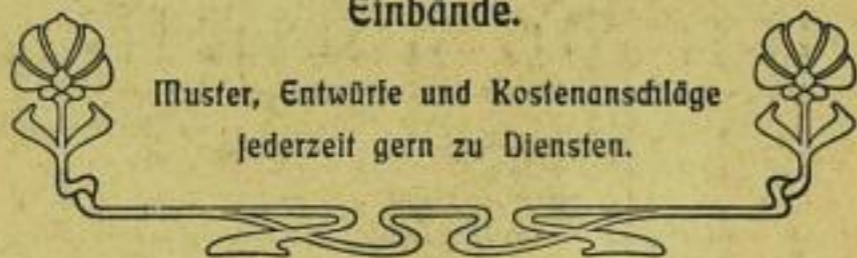 Einbände.
Muster, Entwürfe und Kostenanschläge
jederzeit gern zu Diensten.